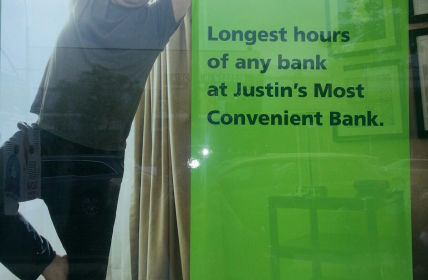 Longest hours
of any bank
at Justin's Most
Convenient Bank.